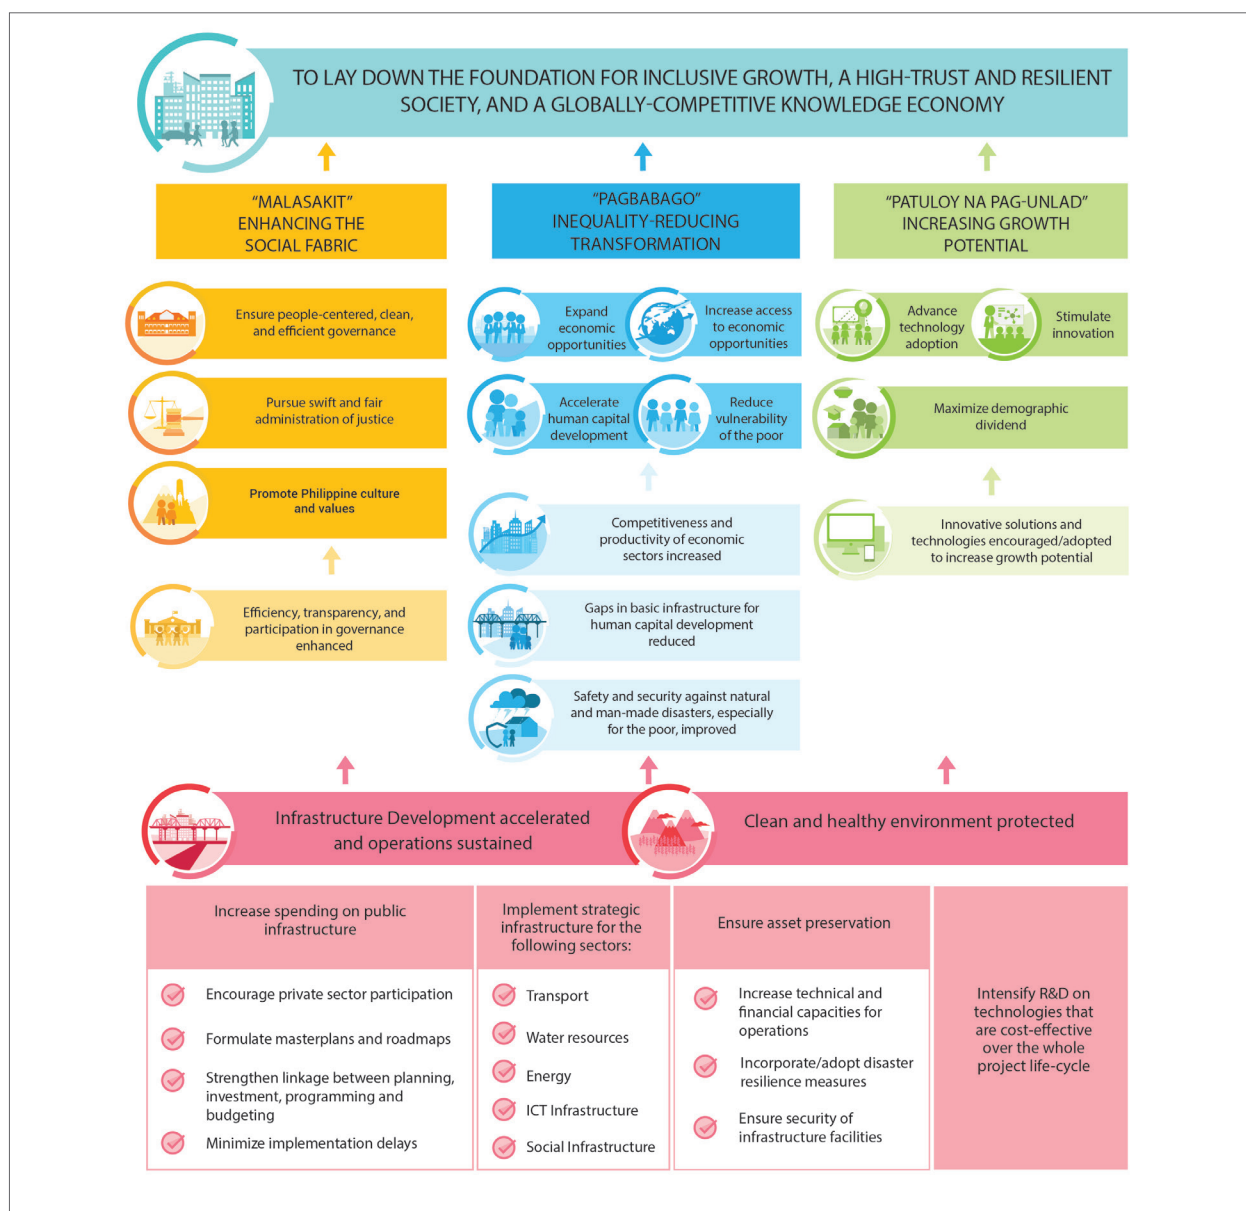 TO LAY DOWN THE FOUNDATION FOR INCLUSIVE GROWTH, A HIGH-TRUST AND RESILIENT
SOCIETY, AND A GLOBALLY-COMPETITIVE KNOWLEDGE ECONOMY
“MALASAKIT”
ENHANCING THE
SOCIAL FABRIC
“PAGBABAGO”
INEQUALITY-REDUCING
TRANSFORMATION
“PATULOY NA PAG-UNLAD”
INCREASING GROWTH
POTENTIAL
Ensure people-centered, clean,
and efficient governance
Pursue swift and fair
administration of justice
Promote Philippine culture
and values
Efficiency, transparency, and
participation in governance
enhanced
Expand
economic
opportunities
Increase access
to economic
opportunities
Accelerate
human capital
development
Reduce
vulnerability
of the poor
Competitiveness and
productivity of economic
sectors increased
Gaps in basic infrastructure for
human capital development
reduced
Safety and security against natural
and man-made disasters, especially
for the poor, improved
Advance
technology
adoption
Stimulate
innovation
Maximize demographic
dividend
Innovative solutions and
technologies encouraged/adopted
to increase growth potential
Infrastructure Development accelerated
and operations sustained
Clean and healthy environment protected
Increase spending on public
infrastructure
Encourage private sector participation
Formulate masterplans and roadmaps
Strengthen linkage between planning,
investment, programming and
budgeting
Minimize implementation delays
Implement strategic
infrastructure for the
following sectors:
Transport
Water resources
Energy
ICT Infrastructure
Social Infrastructure
Ensure asset preservation
Increase technical and
financial capacities for
operations
Incorporate/adopt disaster
resilience measures
Ensure security of
infrastructure facilities
Intensify R&D on
technologies that
are cost-effective
over the whole
project life-cycle